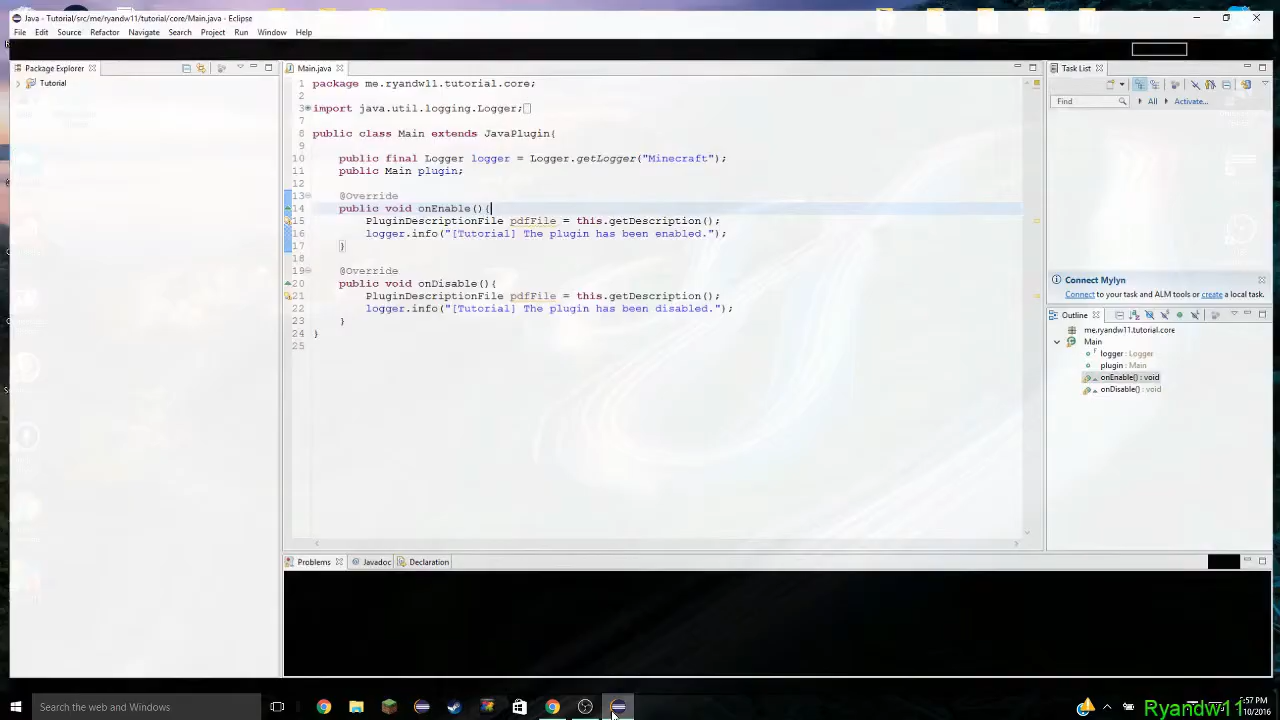 Java - Tutorial/src/me/ryandw11/tutorial/core/Main.java - Eclipse
File Edit Source Refactor Navigate Search Project Run Window Help
Package Explorer
Tutorial
Main.java
1 package me.ryandw11.tutorial.core;
2
3 import java.util.logging.Logger;
8 public class Main extends JavaPlugin{
9
10 public final Logger logger = Logger.getLogger("Minecraft");
11 public Main plugin;
12
13 @Override
14 public void onEnable(){
15 PluginDescriptionFile pdfFile = this.getDescription();
16 logger.info("[Tutorial] The plugin has been enabled.");
17 }
18
19 @Override
20 public void onDisable(){
21 PluginDescriptionFile pdfFile = this.getDescription();
22 logger.info("[Tutorial] The plugin has been disabled.");
23 }
24 }
25
Task List
Find All Activate...
Connect Mylyn
Connect to your task and ALM tools or create a local task.
Outline
me.ryandw11.tutorial.core
Main
logger : Logger
plugin : Main
onEnable() : void
onDisable() : void
Problems Javadoc Declaration
Search the web and Windows
:57 PM
10/2016
Ryandw11